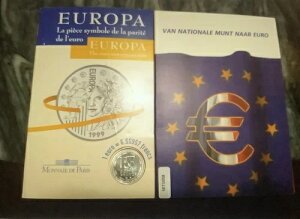 EUROPA
La pièce symbole de la parité
de l'euro
EUROPA
EUROPA
1999
1 euro = 6,55957 francs
MONNAIE DE PARIS
VAN NATIONALE MUNT NAAR EURO